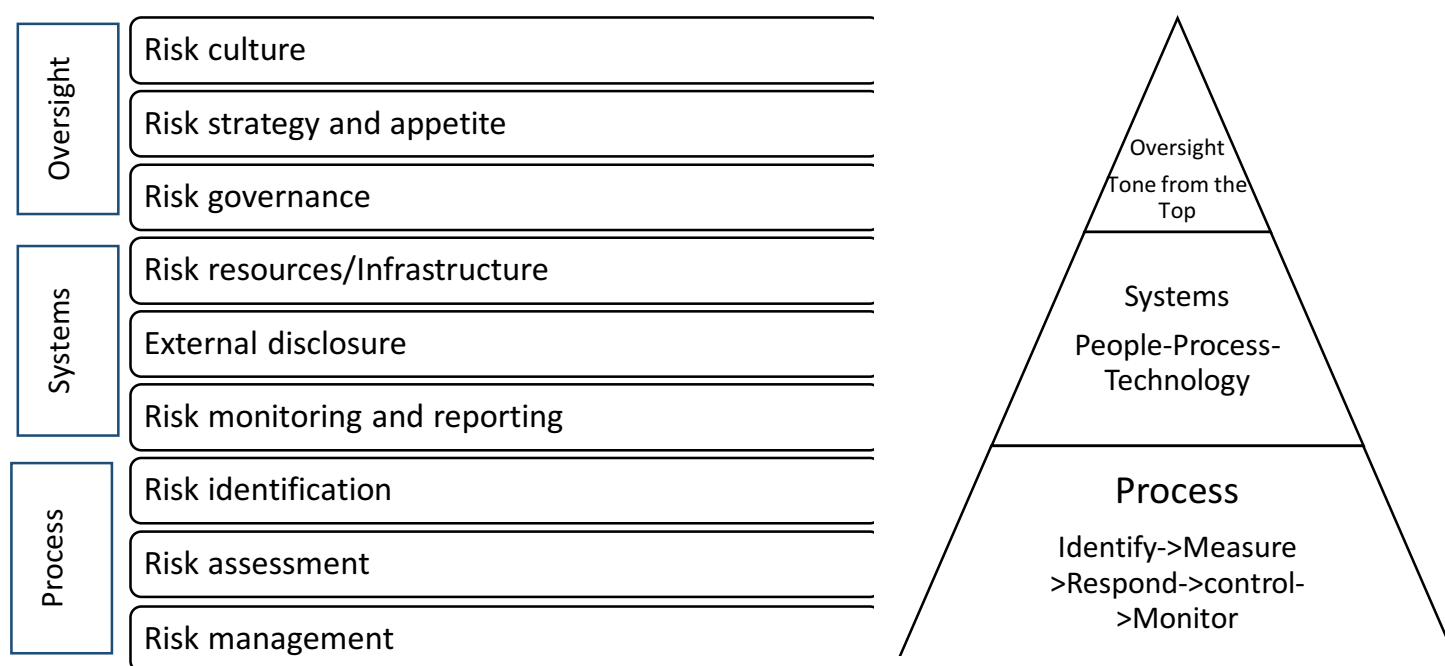 Oversight
Risk culture
Risk strategy and appetite
Risk governance
Systems
Risk resources/Infrastructure
External disclosure
Risk monitoring and reporting
Process
Risk identification
Risk assessment
Risk management
Oversight
Tone from the
Top
Systems
People-Process-
Technology
Process
Identify->Measure
>Respond->control-
>Monitor